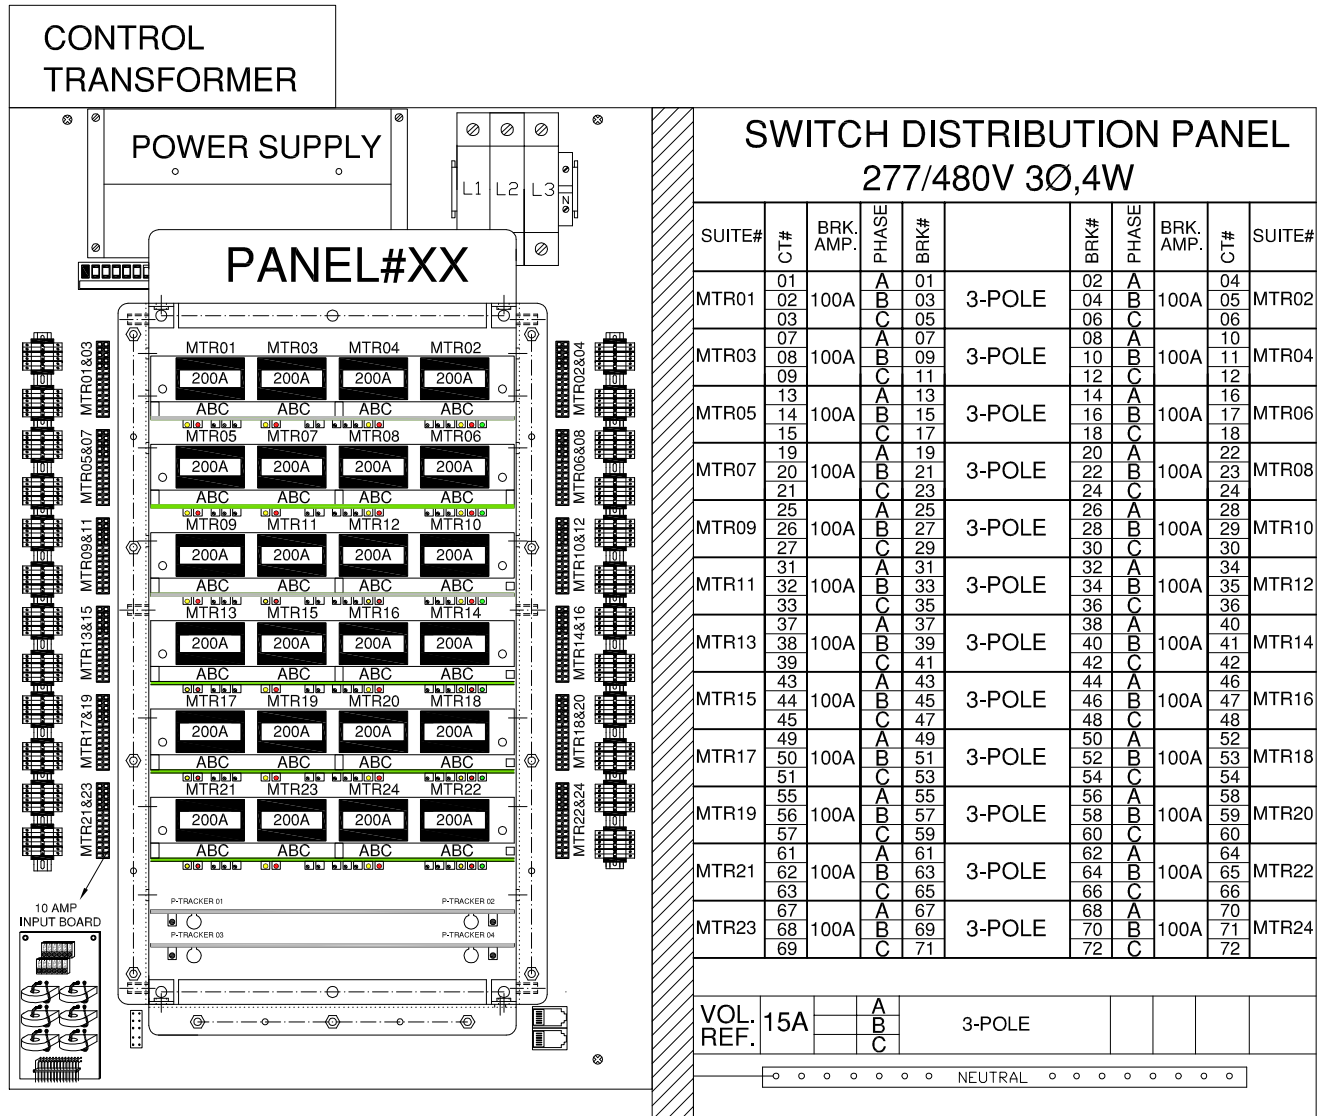 CONTROL
TRANSFORMER
POWER SUPPLY
L1 L2 L3
N
PANEL#XX
MTR01 MTR03 MTR04 MTR02
200A 200A 200A 200A
ABC ABC ABC ABC
MTR05 MTR07 MTR08 MTR06
200A 200A 200A 200A
ABC ABC ABC ABC
MTR09 MTR11 MTR12 MTR10
200A 200A 200A 200A
ABC ABC ABC ABC
MTR13 MTR15 MTR16 MTR14
200A 200A 200A 200A
ABC ABC ABC ABC
MTR17 MTR19 MTR20 MTR18
200A 200A 200A 200A
ABC ABC ABC ABC
MTR21 MTR23 MTR24 MTR22
200A 200A 200A 200A
ABC ABC ABC ABC
MTR01&03
MTR05&07
MTR09&11
MTR13&15
MTR17&19
MTR21&23
MTR02&04
MTR06&08
MTR10&12
MTR14&16
MTR18&20
MTR22&24
P-TRACKER 01 P-TRACKER 02
P-TRACKER 03 P-TRACKER 04
10 AMP
INPUT BOARD
SWITCH DISTRIBUTION PANEL
277/480V 3Ø,4W
SUITE# CT# BRK. AMP. PHASE BRK# BRK# PHASE BRK. AMP. CT# SUITE#
01 A 01 02 A 04
MTR01 02 100A B 03 3-POLE 04 B 100A 05 MTR02
03 C 05 06 C 06
07 A 07 08 A 10
MTR03 08 100A B 09 3-POLE 10 B 100A 11 MTR04
09 C 11 12 C 12
13 A 13 14 A 16
MTR05 14 100A B 15 3-POLE 16 B 100A 17 MTR06
15 C 17 18 C 18
19 A 19 20 A 22
MTR07 20 100A B 21 3-POLE 22 B 100A 23 MTR08
21 C 23 24 C 24
25 A 25 26 A 28
MTR09 26 100A B 27 3-POLE 28 B 100A 29 MTR10
27 C 29 30 C 30
31 A 31 32 A 34
MTR11 32 100A B 33 3-POLE 34 B 100A 35 MTR12
33 C 35 36 C 36
37 A 37 38 A 40
MTR13 38 100A B 39 3-POLE 40 B 100A 41 MTR14
39 C 41 42 C 42
43 A 43 44 A 46
MTR15 44 100A B 45 3-POLE 46 B 100A 47 MTR16
45 C 47 48 C 48
49 A 49 50 A 52
MTR17 50 100A B 51 3-POLE 52 B 100A 53 MTR18
51 C 53 54 C 54
55 A 55 56 A 58
MTR19 56 100A B 57 3-POLE 58 B 100A 59 MTR20
57 C 59 60 C 60
61 A 61 62 A 64
MTR21 62 100A B 63 3-POLE 64 B 100A 65 MTR22
63 C 65 66 C 66
67 A 67 68 A 70
MTR23 68 100A B 69 3-POLE 70 B 100A 71 MTR24
69 C 71 72 C 72
VOL. REF. 15A A B C 3-POLE
NEUTRAL